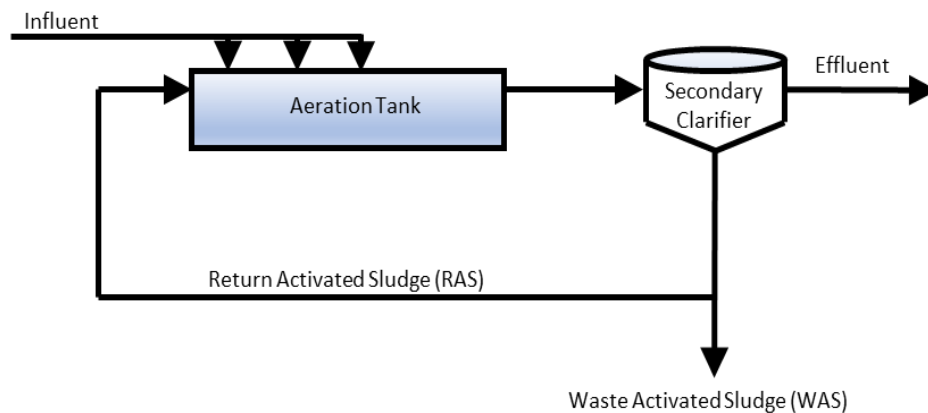 Influent
Aeration Tank
Secondary
Clarifier
Effluent
Return Activated Sludge (RAS)
Waste Activated Sludge (WAS)